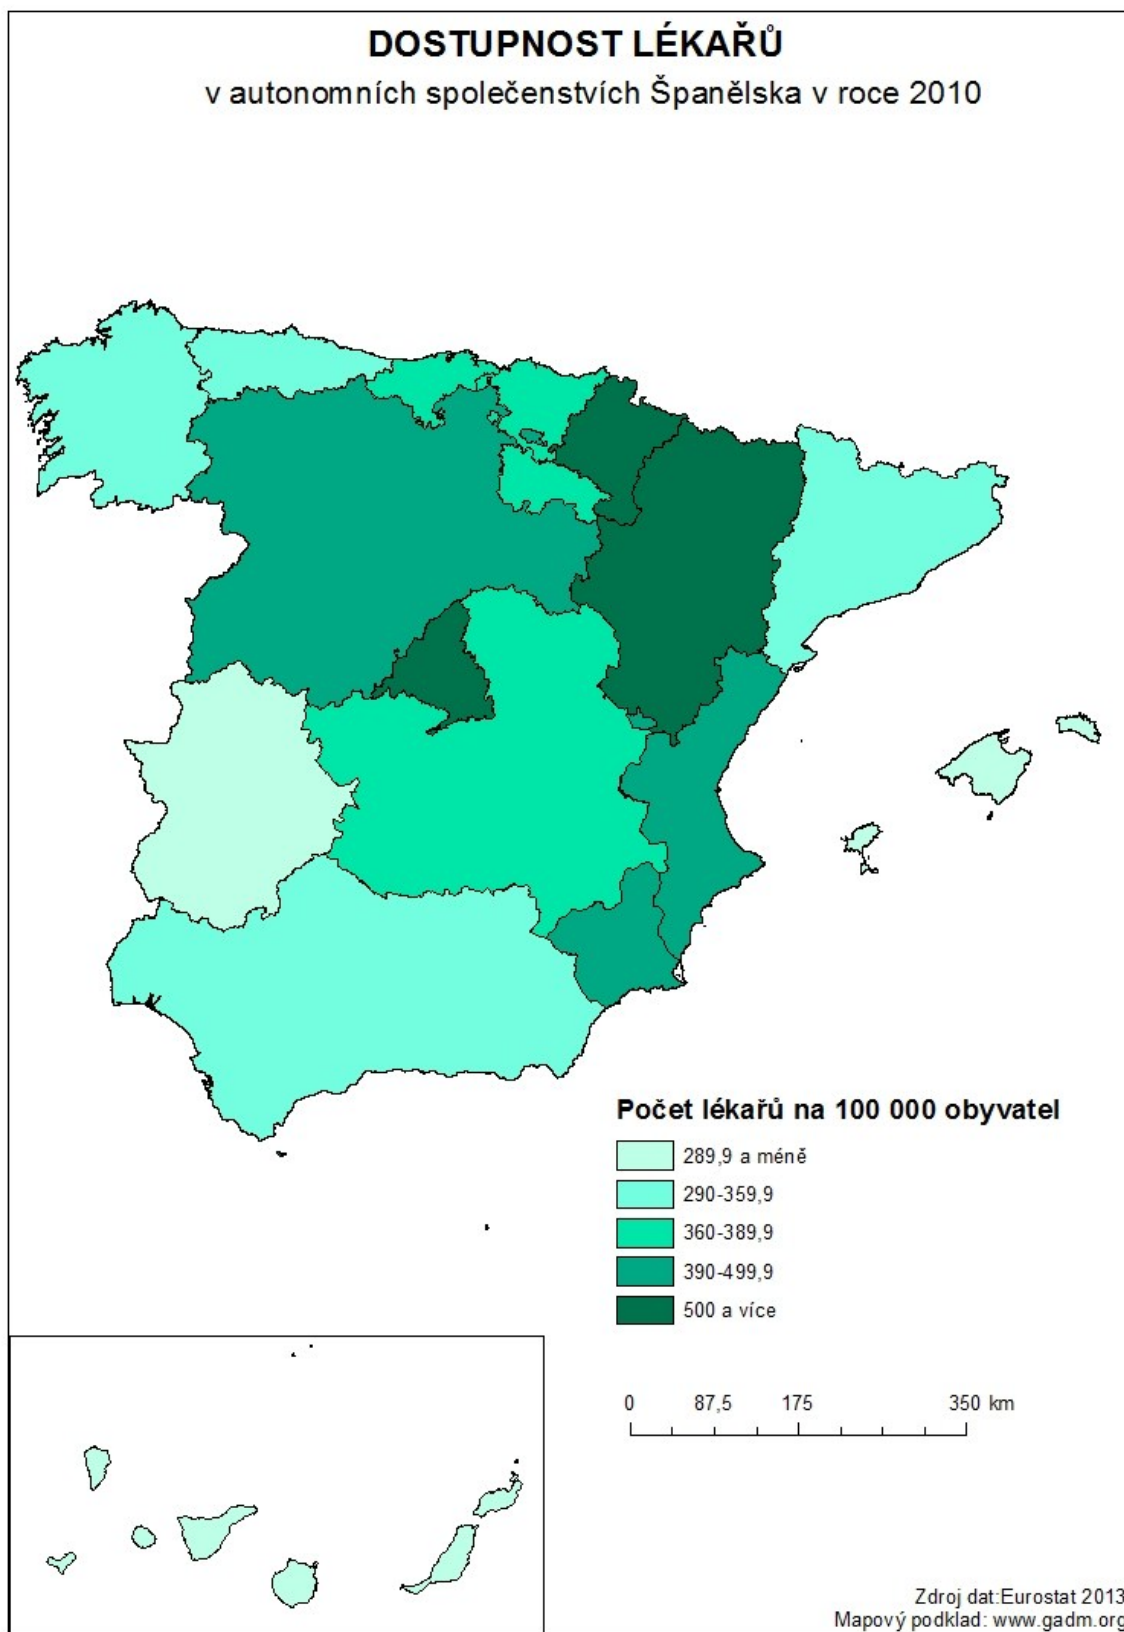 DOSTUPNOST LÉKAŘŮ
v autonomních společenstvích Španělska v roce 2010
Počet lékařů na 100 000 obyvatel
289,9 a méně
290-359,9
360-389,9
390-499,9
500 a více
0 87,5 175 350 km
Zdroj dat:Eurostat 2013
Mapový podklad: www.gadm.org